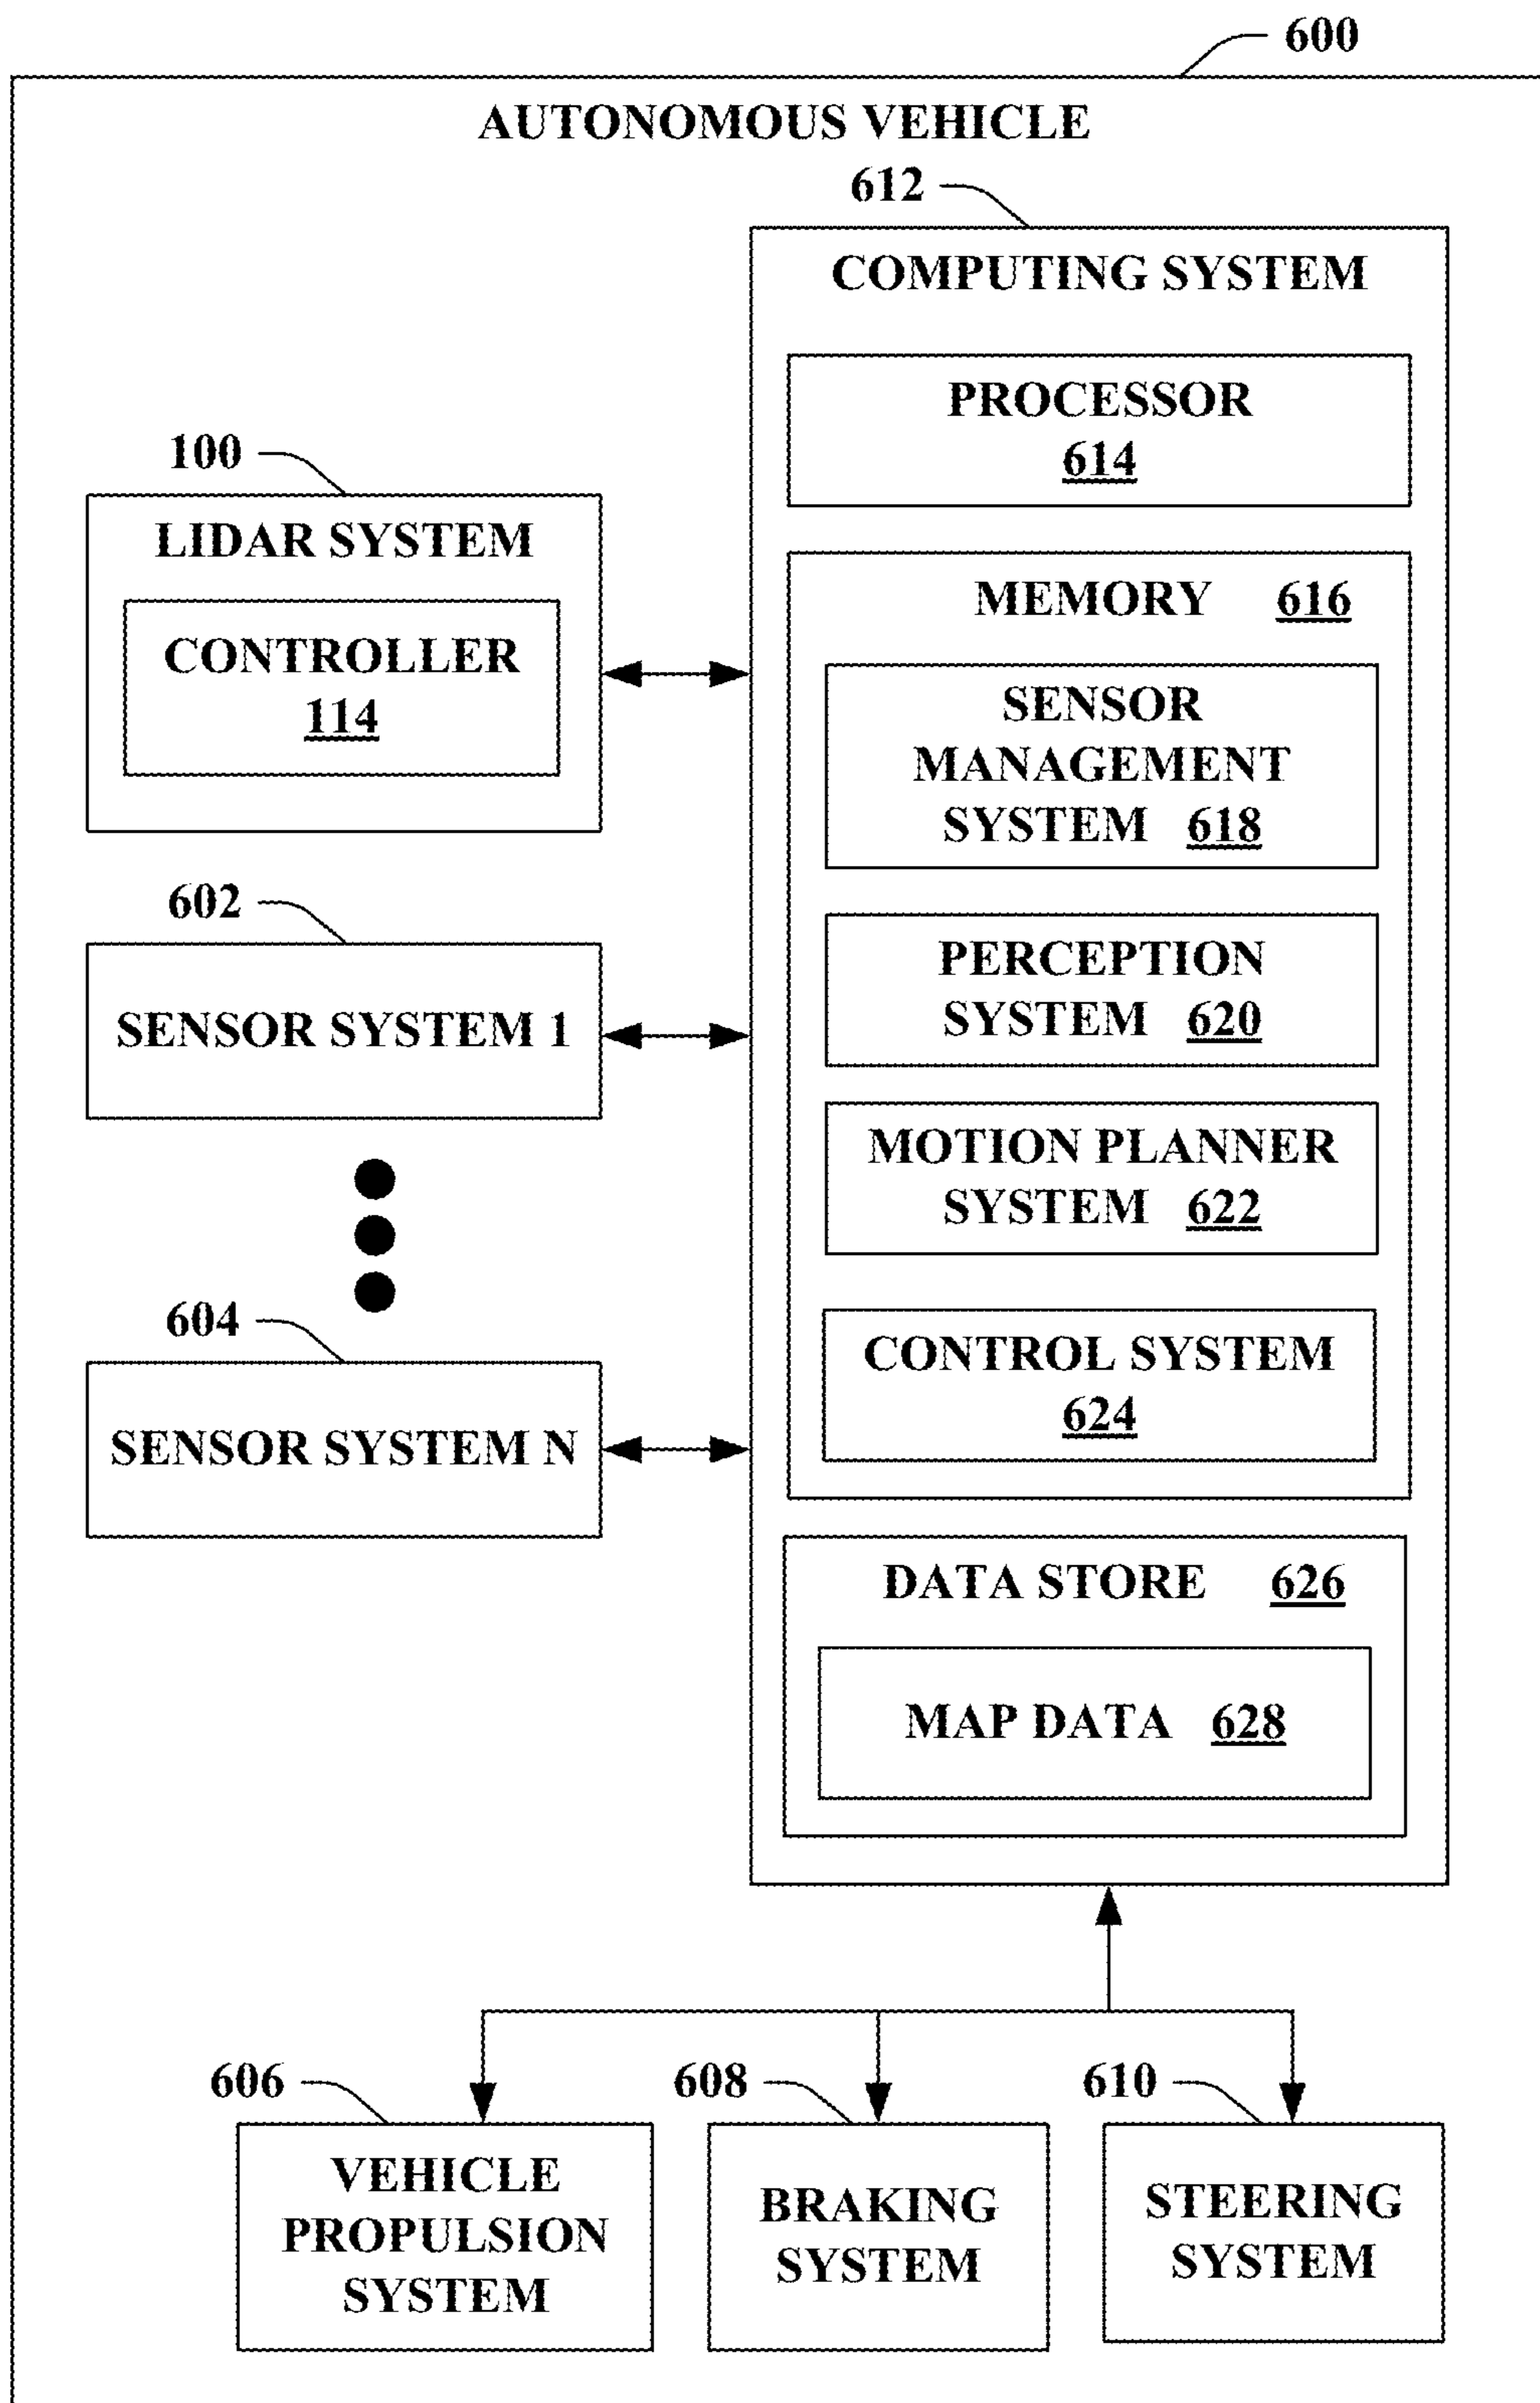 600
AUTONOMOUS VEHICLE
612
COMPUTING SYSTEM
PROCESSOR
614
100
LIDAR SYSTEM
CONTROLLER
114
MEMORY 616
SENSOR
MANAGEMENT
SYSTEM 618
602
SENSOR SYSTEM 1
PERCEPTION
SYSTEM 620
MOTION PLANNER
SYSTEM 622
604
SENSOR SYSTEM N
CONTROL SYSTEM
624
DATA STORE 626
MAP DATA 628
606
VEHICLE
PROPULSION
SYSTEM
608
BRAKING
SYSTEM
610
STEERING
SYSTEM